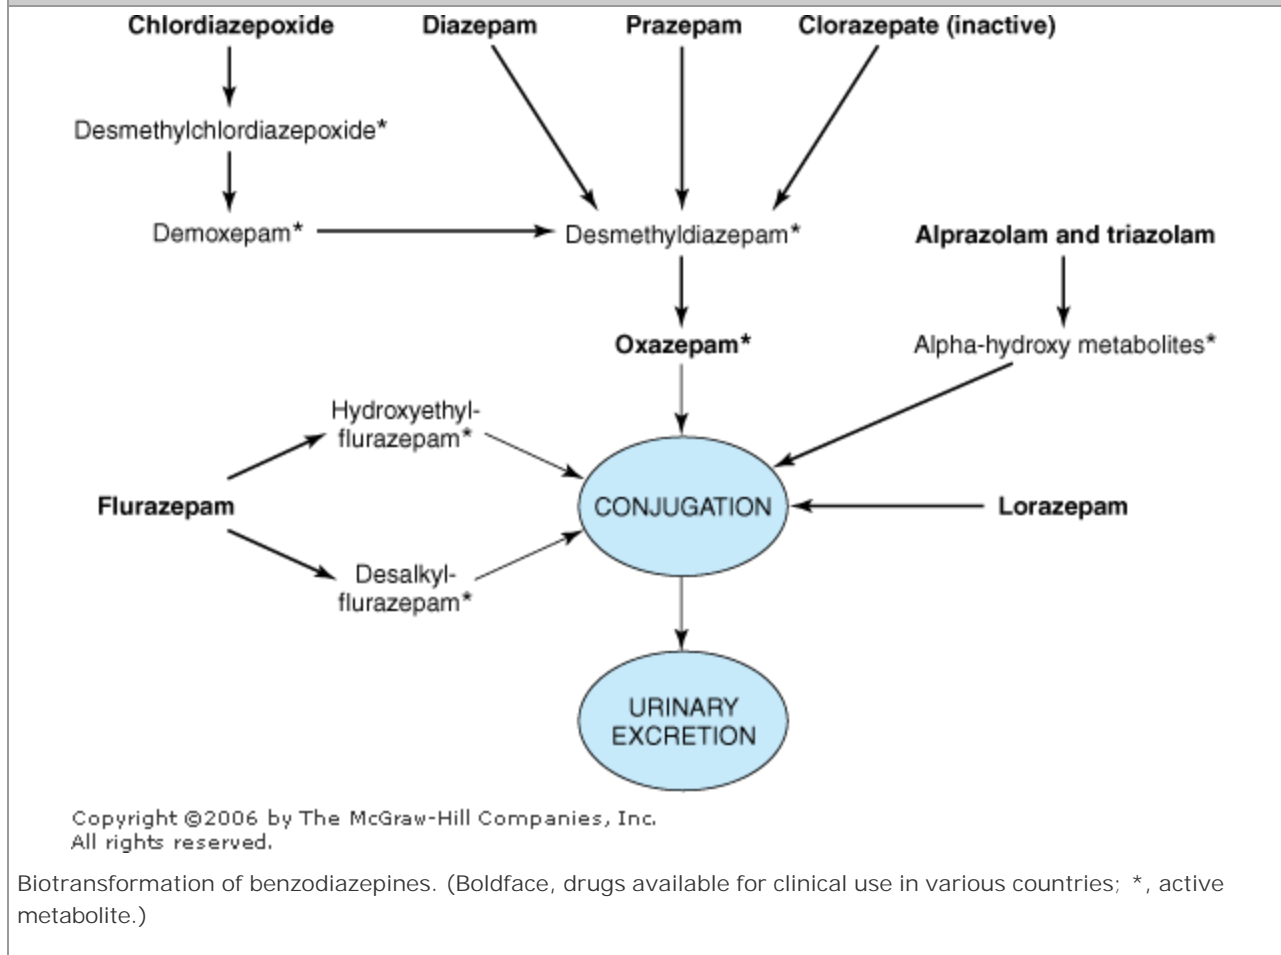 Chlordiazepoxide
Diazepam
Prazepam
Clorazepate (inactive)
Desmethylchlordiazepoxide*
Demoxepam*
Desmethyldiazepam*
Alprazolam and triazolam
Oxazepam*
Alpha-hydroxy metabolites*
Hydroxyethyl-
flurazepam*
Flurazepam
CONJUGATION
Lorazepam
Desalkyl-
flurazepam*
URINARY
EXCRETION
Copyright ©2006 by The McGraw-Hill Companies, Inc.
All rights reserved.
Biotransformation of benzodiazepines. (Boldface, drugs available for clinical use in various countries; *, active
metabolite.)